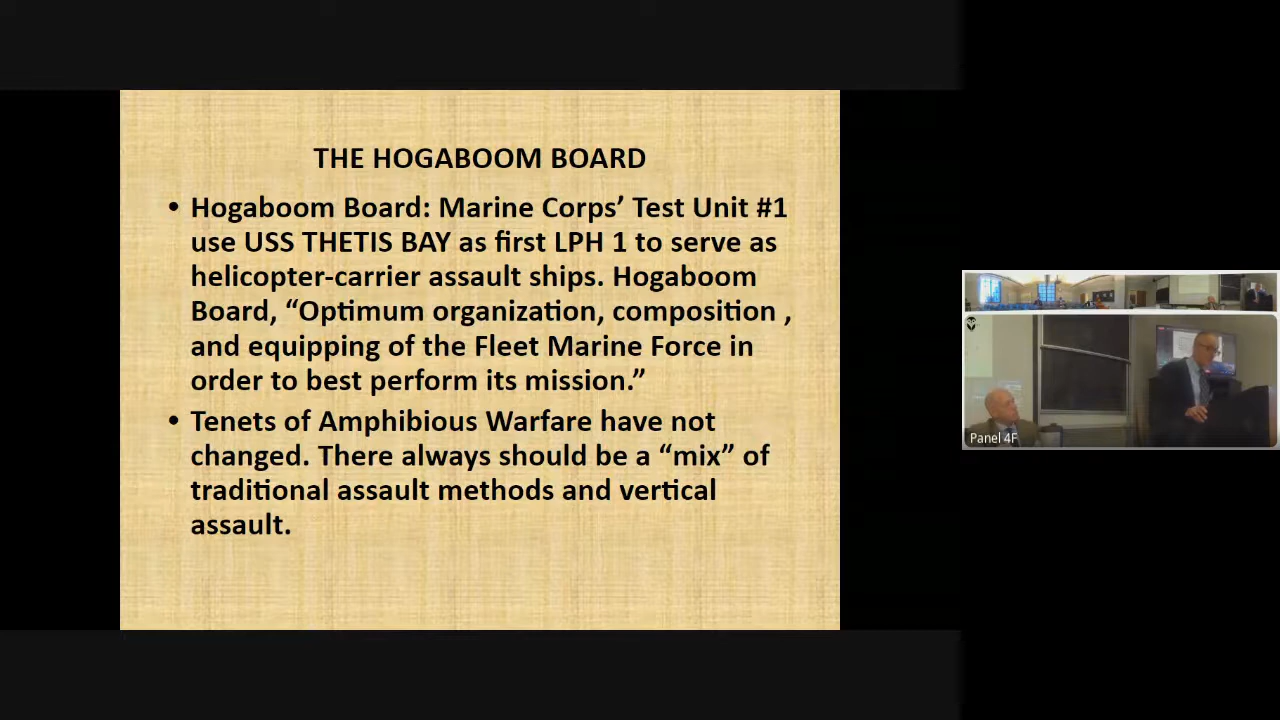 THE HOGABOOM BOARD
• Hogaboom Board: Marine Corps’ Test Unit #1
use USS THETIS BAY as first LPH 1 to serve as
helicopter-carrier assault ships. Hogaboom
Board, “Optimum organization, composition ,
and equipping of the Fleet Marine Force in
order to best perform its mission.”
• Tenets of Amphibious Warfare have not
changed. There always should be a “mix” of
traditional assault methods and vertical
assault.
Panel 4F